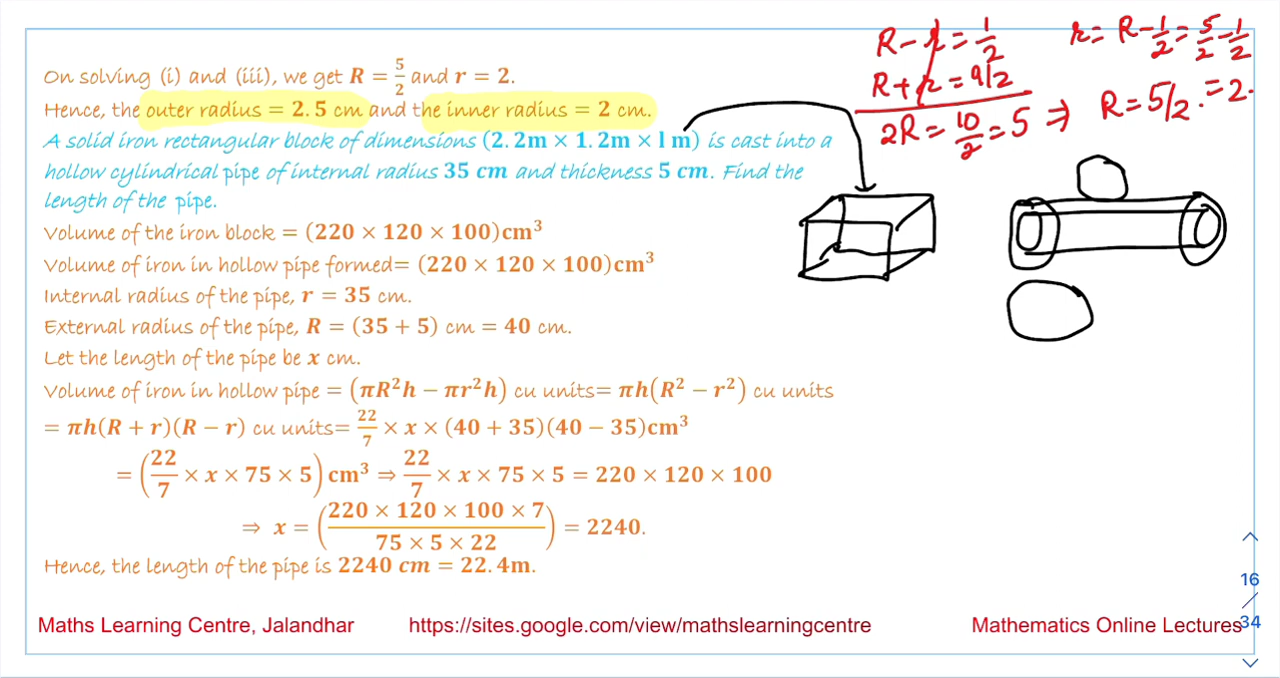 On solving (i) and (iii), we get R = 5/2 and r = 2.
Hence, the outer radius = 2.5 cm and the inner radius = 2 cm.
A solid iron rectangular block of dimensions (2.2m × 1.2m × 1 m) is cast into a
hollow cylindrical pipe of internal radius 35 cm and thickness 5 cm. Find the
length of the pipe.
Volume of the iron block = (220 × 120 × 100)cm³
Volume of iron in hollow pipe formed= (220 × 120 × 100)cm³
Internal radius of the pipe, r = 35 cm.
External radius of the pipe, R = (35 + 5) cm = 40 cm.
Let the length of the pipe be x cm.
Volume of iron in hollow pipe = (πR²h − πr²h) cu units= πh(R² − r²) cu units
= πh(R + r)(R − r) cu units= 22/7 × x × (40 + 35)(40 − 35)cm³
= (22/7 × x × 75 × 5) cm³ ⇒ 22/7 × x × 75 × 5 = 220 × 120 × 100
⇒ x = (220 × 120 × 100 × 7 / 75 × 5 × 22) = 2240.
Hence, the length of the pipe is 2240 cm = 22.4m.
R − r = 1/2
R + r = 9/2
2R = 10/2 = 5 ⇒ R = 5/2.
r = R − 1/2 = 5/2 − 1/2
= 2.
16
/
34
Maths Learning Centre, Jalandhar
https://sites.google.com/view/mathslearningcentre
Mathematics Online Lectures